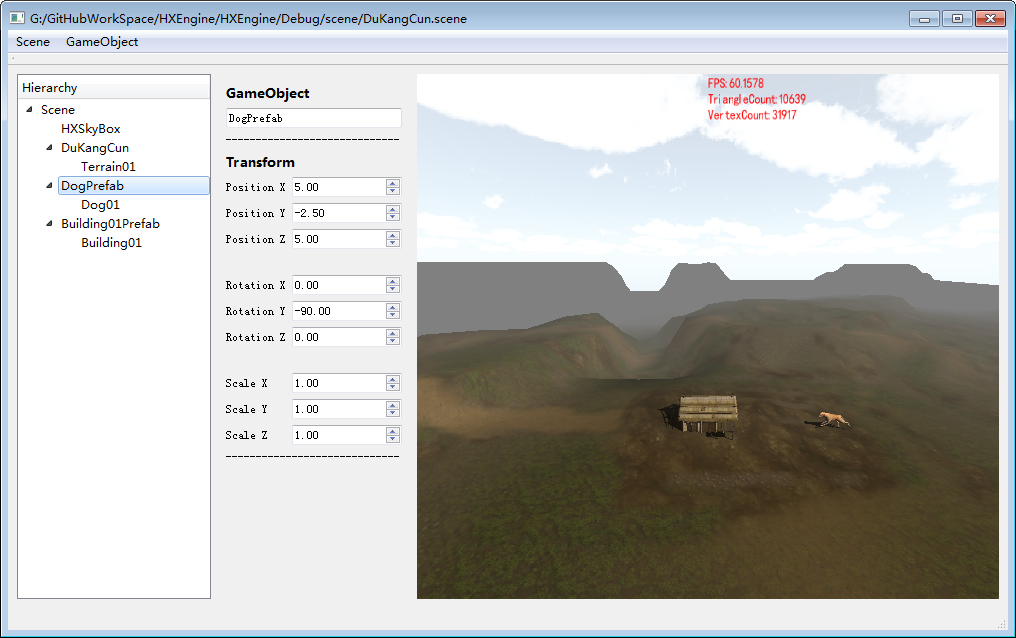 G:/GitHubWorkSpace/HXEngine/HXEngine/Debug/scene/DuKangCun.scene
Scene GameObject
Hierarchy
Scene
HXSkyBox
DuKangCun
Terrain01
DogPrefab
Dog01
Building01Prefab
Building01
GameObject
DogPrefab
-----------------------------
Transform
Position X 5.00
Position Y -2.50
Position Z 5.00
Rotation X 0.00
Rotation Y -90.00
Rotation Z 0.00
Scale X 1.00
Scale Y 1.00
Scale Z 1.00
-----------------------------
FPS: 60.1578
TriangleCount: 10639
VertexCount: 31917